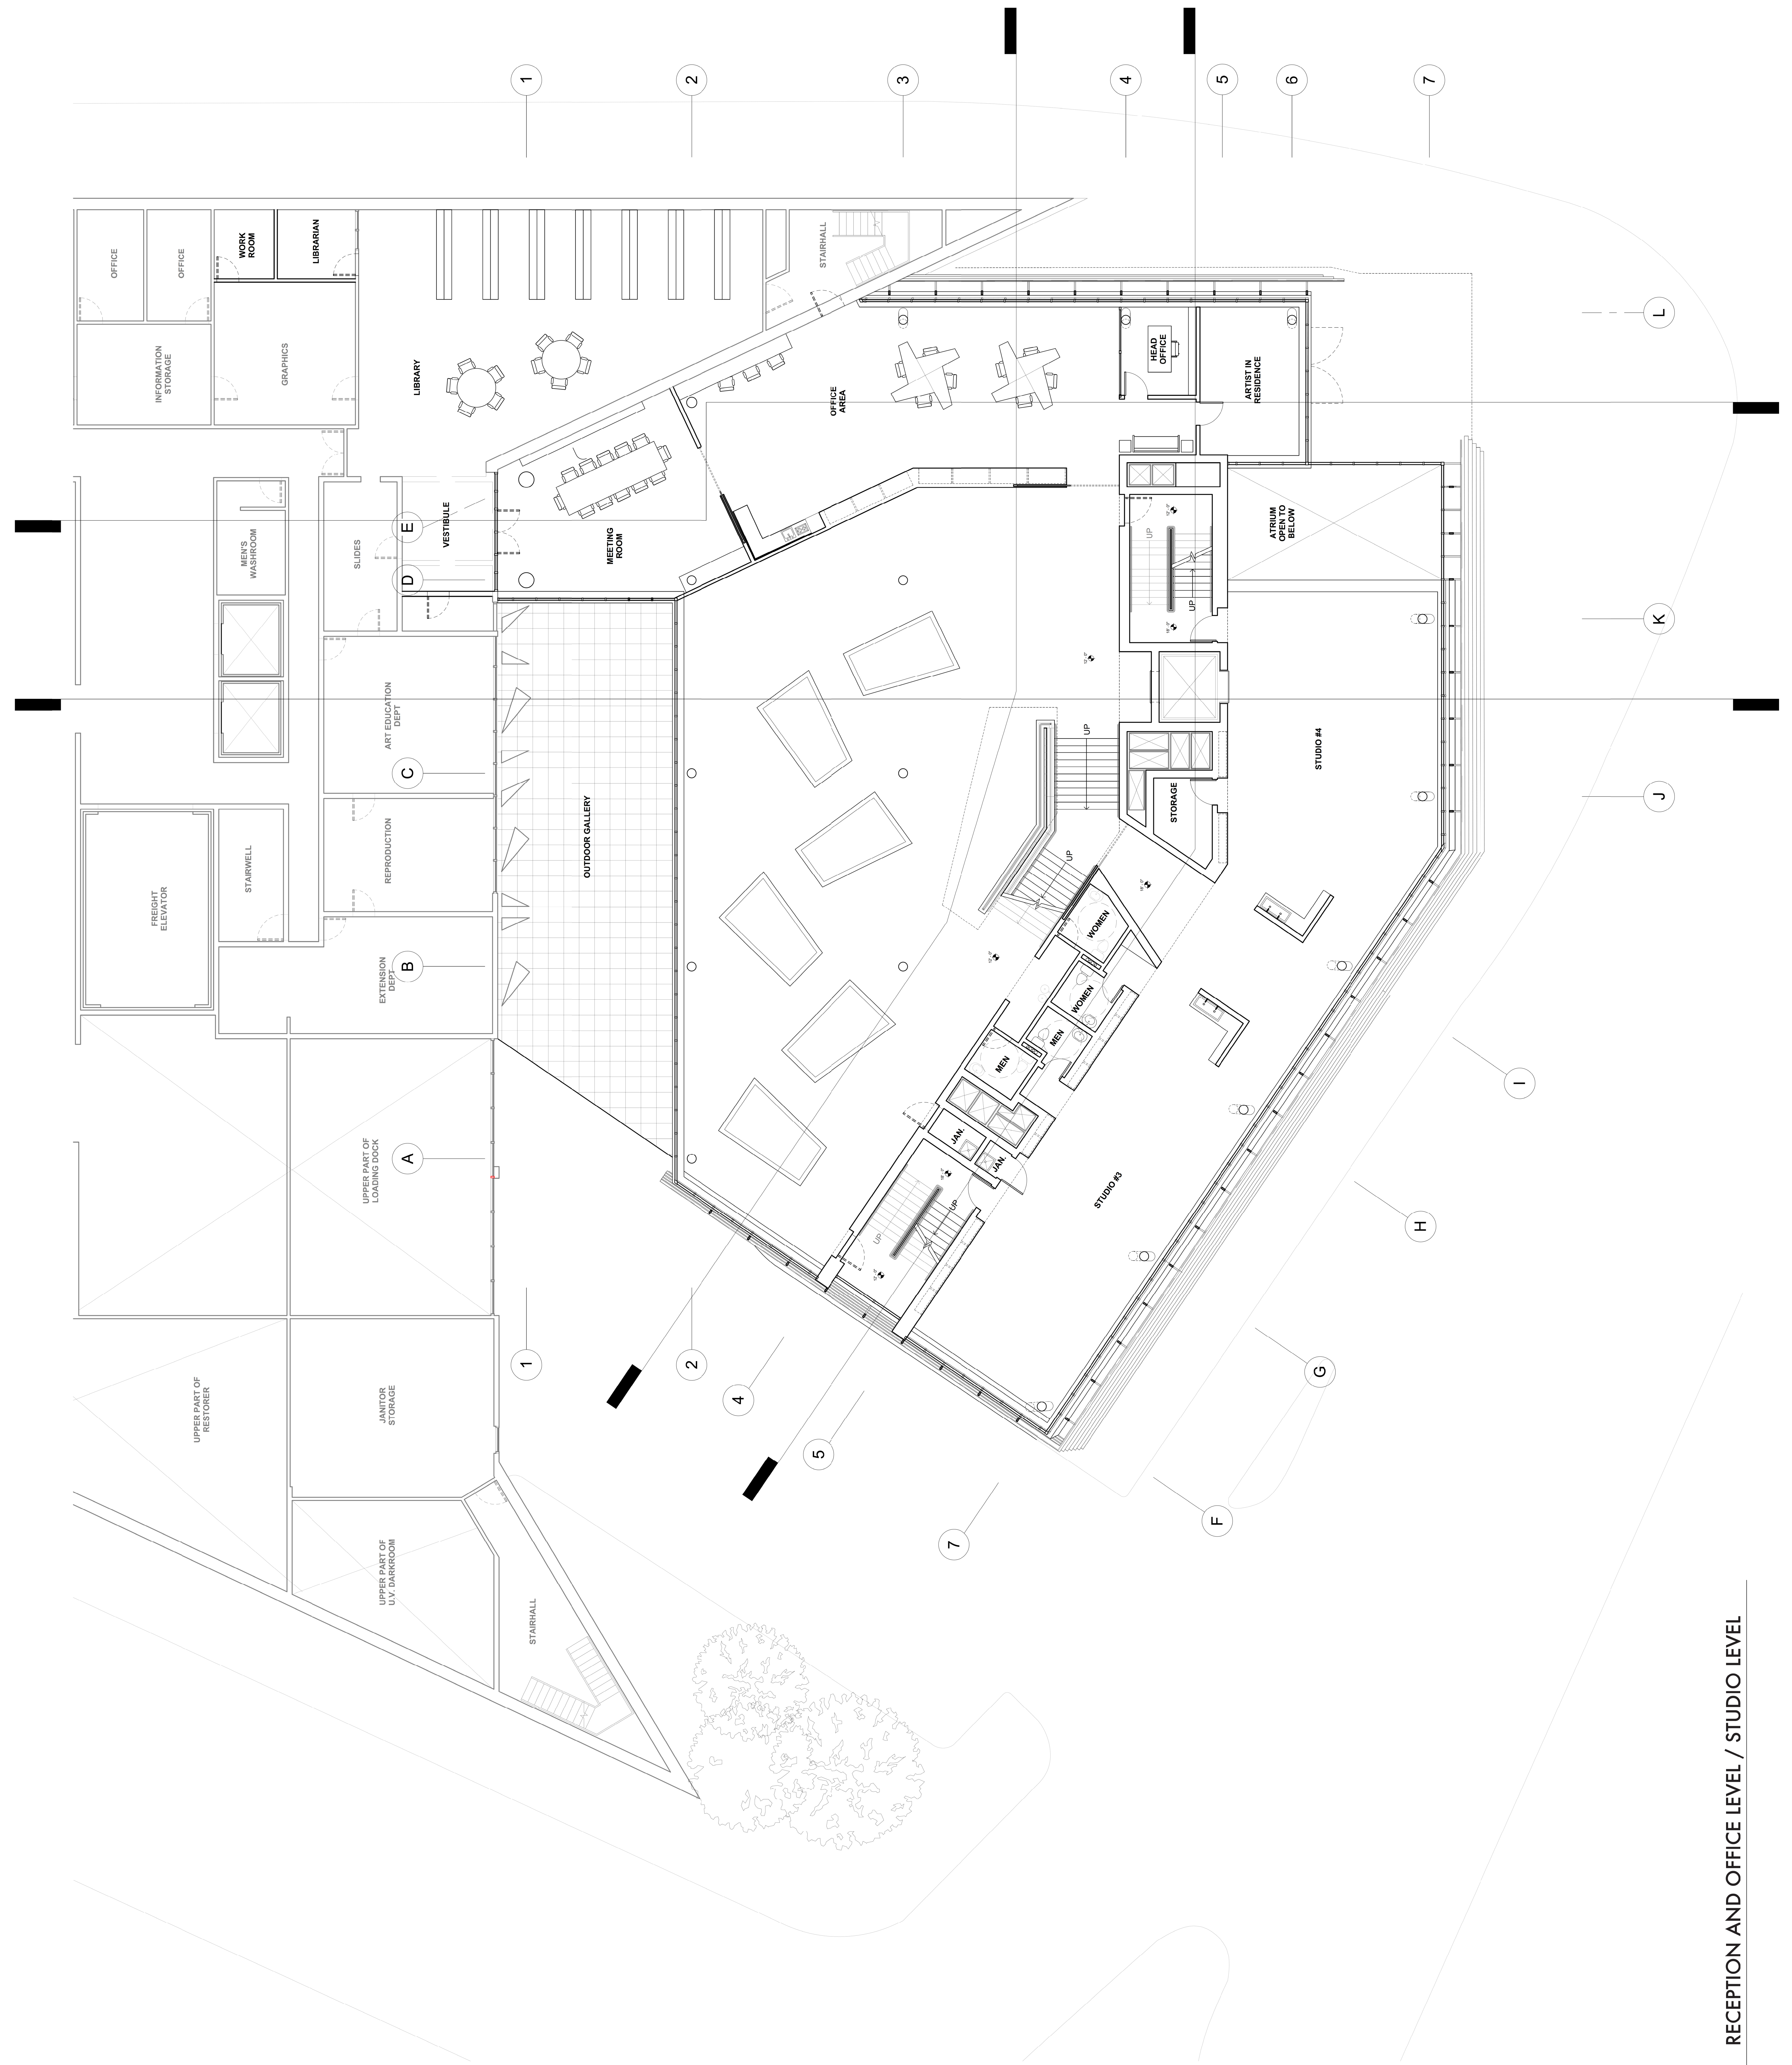 1
2
3
4
5
6
7
OFFICE
OFFICE
WORK
ROOM
LIBRARIAN
STAIRHALL
INFORMATION
STORAGE
GRAPHICS
LIBRARY
OFFICE
AREA
HEAD
OFFICE
ARTIST IN
RESIDENCE
L
MEN'S
WASHROOM
SLIDES
VESTIBULE
E
D
MEETING
ROOM
UP
UP
ATRIUM
OPEN TO
BELOW
K
ART EDUCATION
DEPT
C
OUTDOOR GALLERY
UP
STORAGE
STUDIO #4
J
FREIGHT
ELEVATOR
STAIRWELL
REPRODUCTION
UP
WOMEN
EXTENSION
DEPT
B
WOMEN
MEN
MEN
I
UPPER PART OF
LOADING DOCK
A
JAN.
JAN.
UP
UP
STUDIO #3
H
UPPER PART OF
RESTORER
JANITOR
STORAGE
1
2
4
5
7
G
F
UPPER PART OF
U.V. DARKROOM
STAIRHALL
RECEPTION AND OFFICE LEVEL / STUDIO LEVEL